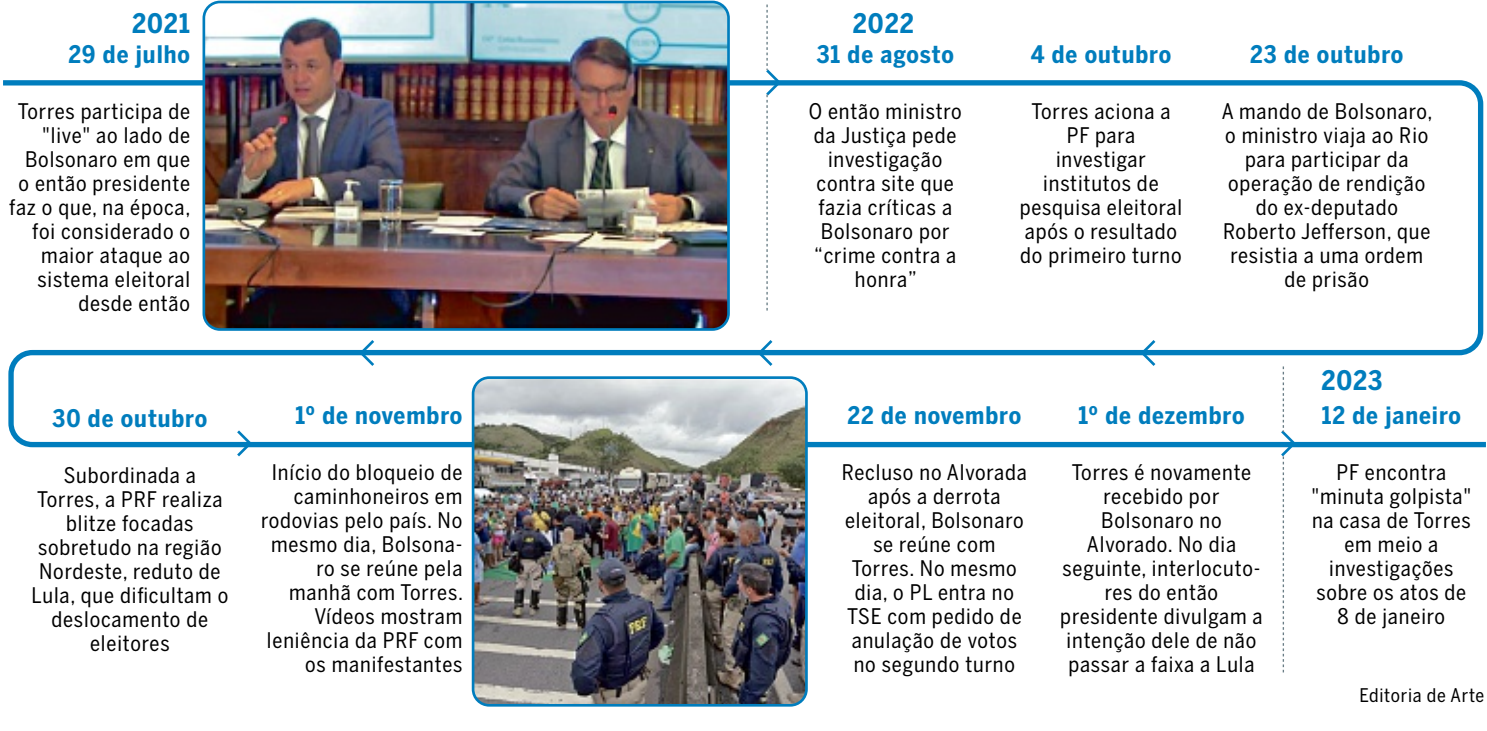 2021
29 de julho
Torres participa de
"live" ao lado de
Bolsonaro em que
o então presidente
faz o que, na época,
foi considerado o
maior ataque ao
sistema eleitoral
desde então
2022
31 de agosto
O então ministro
da Justiça pede
investigação
contra site que
fazia críticas a
Bolsonaro por
“crime contra a
honra”
4 de outubro
Torres aciona a
PF para
investigar
institutos de
pesquisa eleitoral
após o resultado
do primeiro turno
23 de outubro
A mando de Bolsonaro,
o ministro viaja ao Rio
para participar da
operação de rendição
do ex-deputado
Roberto Jefferson, que
resistia a uma ordem
de prisão
30 de outubro
Subordinada a
Torres, a PRF realiza
blitze focadas
sobretudo na região
Nordeste, reduto de
Lula, que dificultam o
deslocamento de
eleitores
1º de novembro
Início do bloqueio de
caminhoneiros em
rodovias pelo país. No
mesmo dia, Bolsona-
ro se reúne pela
manhã com Torres.
Vídeos mostram
leniência da PRF com
os manifestantes
PRF
22 de novembro
Recluso no Alvorada
após a derrota
eleitoral, Bolsonaro
se reúne com
Torres. No mesmo
dia, o PL entra no
TSE com pedido de
anulação de votos
no segundo turno
1º de dezembro
Torres é novamente
recebido por
Bolsonaro no
Alvorado. No dia
seguinte, interlocuto-
res do então
presidente divulgam a
intenção dele de não
passar a faixa a Lula
2023
12 de janeiro
PF encontra
"minuta golpista"
na casa de Torres
em meio a
investigações
sobre os atos de
8 de janeiro
Editoria de Arte